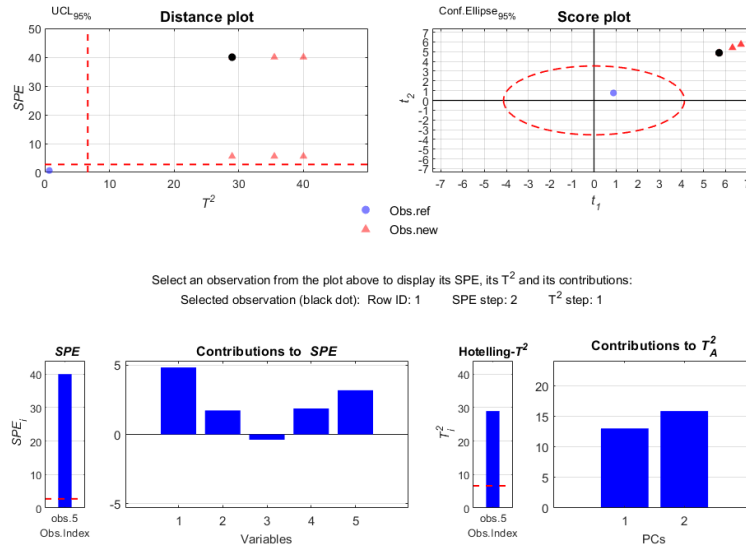 UCL95%
Distance plot
SPE
50
40
30
20
10
0
0 10 20 30 40
T²
Conf.Ellipse95%
Score plot
t2
7
6
5
4
3
2
1
0
-1
-2
-3
-4
-5
-6
-7
-7 -6 -5 -4 -3 -2 -1 0 1 2 3 4 5 6 7
t1
Obs.ref
Obs.new
Select an observation from the plot above to display its SPE, its T² and its contributions:
Selected observation (black dot): Row ID: 1 SPE step: 2 T² step: 1
SPE
SPEi
40
30
20
10
0
obs.5
Obs.Index
Contributions to SPE
5
0
-5
1 2 3 4 5
Variables
Hotelling-T²
T²i
40
30
20
10
0
obs.5
Obs.Index
Contributions to T²A
20
15
10
5
0
1 2
PCs